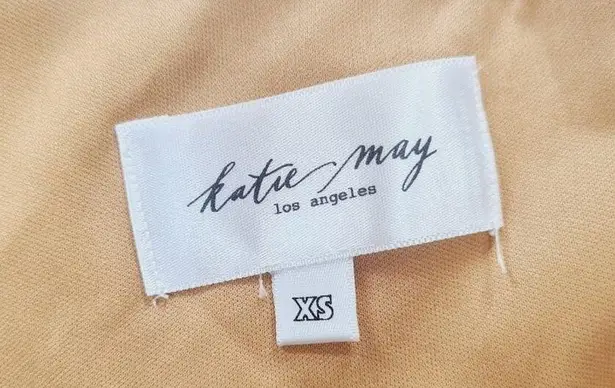 katie may
los angeles
XS